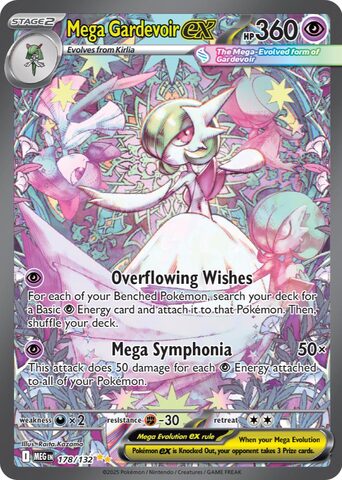 STAGE2 Mega Gardevoir ex HP360
Evolves from Kirlia
The Mega-Evolved form of
Gardevoir
Overflowing Wishes
For each of your Benched Pokémon, search your deck for
a Basic Energy card and attach it to that Pokémon. Then,
shuffle your deck.
Mega Symphonia 50×
This attack does 50 damage for each Energy attached
to all of your Pokémon.
weakness ×2 resistance -30 retreat
Illus. Raita Kazama
Mega Evolution ex rule
When your Mega Evolution
Pokémon ex is Knocked Out, your opponent takes 3 Prize cards.
D MEG EN 178/132
©2025 Pokémon / Nintendo / Creatures / GAME FREAK